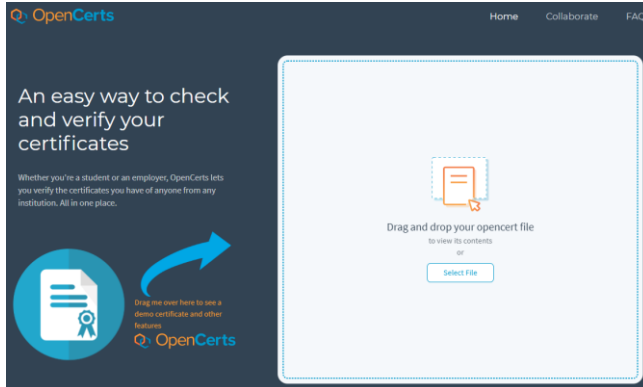 OpenCerts
Home Collaborate FAQ
An easy way to check
and verify your
certificates
Whether you're a student or an employer, OpenCerts lets
you verify the certificates you have of anyone from any
institution. All in one place.
Drag me over here to see a
demo certificate and other
features
OpenCerts
Drag and drop your opencert file
to view its contents
or
Select File